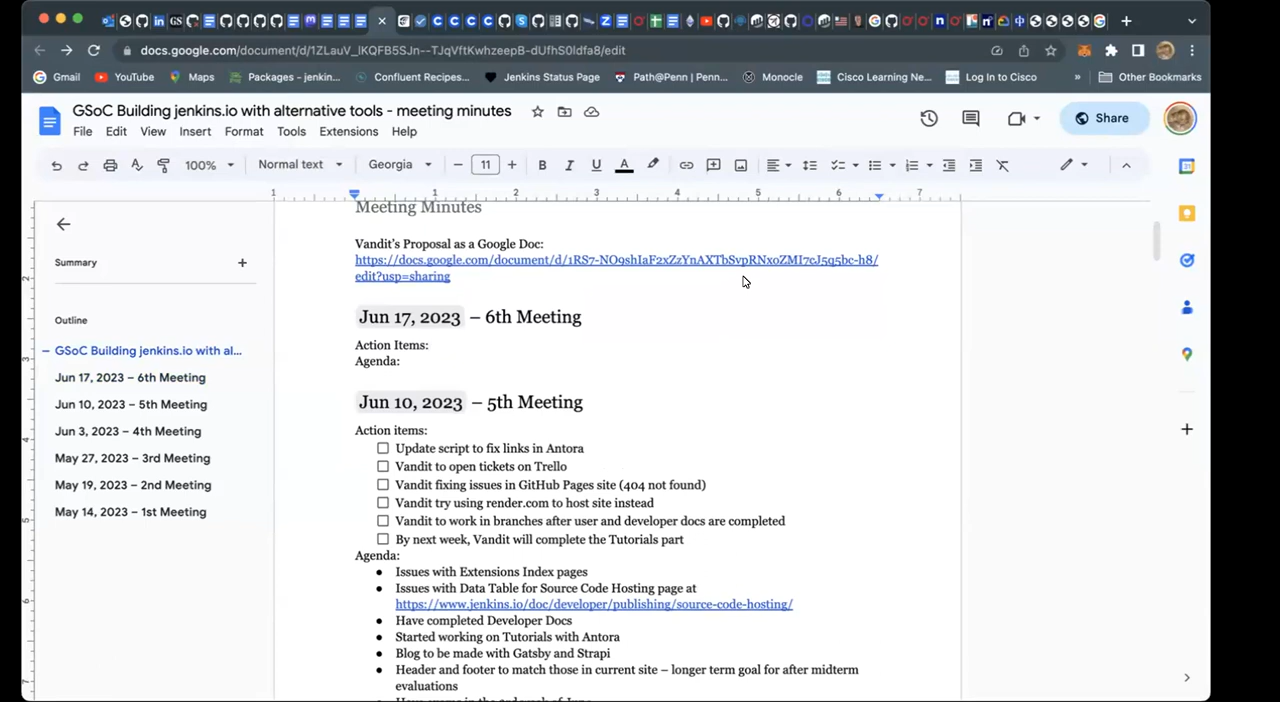 docs.google.com/document/d/1ZLauV_lKQFB5SJn--TJqVftKwhzeepB-dUfhS0ldfa8/edit
Gmail YouTube Maps Packages - jenkin... Confluent Recipes... Jenkins Status Page Path@Penn | Penn... Monocle Cisco Learning Ne... Log In to Cisco » Other Bookmarks
GSoC Building jenkins.io with alternative tools - meeting minutes
Share
File Edit View Insert Format Tools Extensions Help
100% Normal text Georgia 11
1 1 2 3 4 5 6 7
Meeting Minutes
Summary
Outline
GSoC Building jenkins.io with al...
Jun 17, 2023 – 6th Meeting
Jun 10, 2023 – 5th Meeting
Jun 3, 2023 – 4th Meeting
May 27, 2023 – 3rd Meeting
May 19, 2023 – 2nd Meeting
May 14, 2023 – 1st Meeting
Vandit's Proposal as a Google Doc:
https://docs.google.com/document/d/1RS7-NO9shIaF2xZzYnAXTbSvpRNxoZMI7cJ5q5bc-h8/
edit?usp=sharing
Jun 17, 2023 – 6th Meeting
Action Items:
Agenda:
Jun 10, 2023 – 5th Meeting
Action items:
Update script to fix links in Antora
Vandit to open tickets on Trello
Vandit fixing issues in GitHub Pages site (404 not found)
Vandit try using render.com to host site instead
Vandit to work in branches after user and developer docs are completed
By next week, Vandit will complete the Tutorials part
Agenda:
Issues with Extensions Index pages
Issues with Data Table for Source Code Hosting page at
https://www.jenkins.io/doc/developer/publishing/source-code-hosting/
Have completed Developer Docs
Started working on Tutorials with Antora
Blog to be made with Gatsby and Strapi
Header and footer to match those in current site – longer term goal for after midterm
evaluations